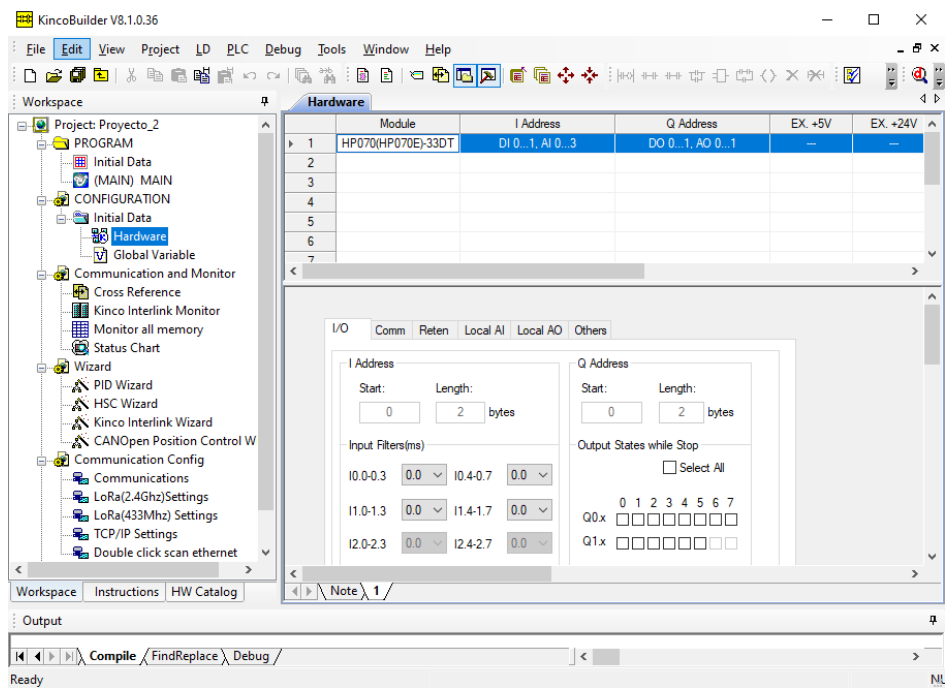 KincoBuilder V8.1.0.36
File Edit View Project LD PLC Debug Tools Window Help
Workspace
Project: Proyecto_2
PROGRAM
Initial Data
(MAIN) MAIN
CONFIGURATION
Initial Data
Hardware
Global Variable
Communication and Monitor
Cross Reference
Kinco Interlink Monitor
Monitor all memory
Status Chart
Wizard
PID Wizard
HSC Wizard
Kinco Interlink Wizard
CANOpen Position Control W
Communication Config
Communications
LoRa(2.4Ghz)Settings
LoRa(433Mhz) Settings
TCP/IP Settings
Double click scan ethernet
Workspace Instructions HW Catalog
Hardware
Module I Address Q Address EX. +5V EX. +24V
1 HP070(HP070E)-33DT DI 0...1, AI 0...3 DO 0...1, AO 0...1 — —
2
3
4
5
6
7
I/O Comm Reten Local AI Local AO Others
I Address
Start: Length:
0 2 bytes
Input Filters(ms)
I0.0-0.3 0.0 I0.4-0.7 0.0
I1.0-1.3 0.0 I1.4-1.7 0.0
I2.0-2.3 0.0 I2.4-2.7 0.0
Q Address
Start: Length:
0 2 bytes
Output States while Stop
Select All
0 1 2 3 4 5 6 7
Q0.x
Q1.x
Note 1
Output
Compile FindReplace Debug
Ready